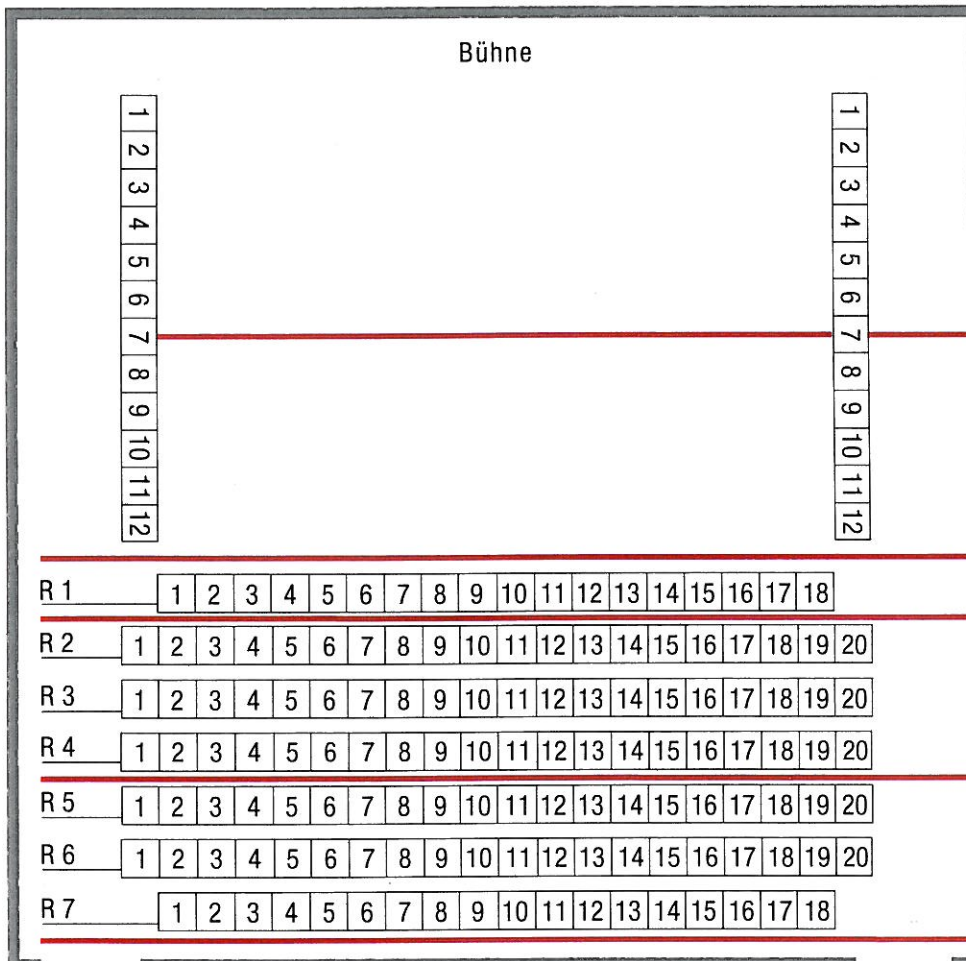 Bühne
1 1
2 2
3 3
4 4
5 5
6 6
7 7
8 8
9 9
10 10
11 11
12 12
R 1 1 2 3 4 5 6 7 8 9 10 11 12 13 14 15 16 17 18
R 2 1 2 3 4 5 6 7 8 9 10 11 12 13 14 15 16 17 18 19 20
R 3 1 2 3 4 5 6 7 8 9 10 11 12 13 14 15 16 17 18 19 20
R 4 1 2 3 4 5 6 7 8 9 10 11 12 13 14 15 16 17 18 19 20
R 5 1 2 3 4 5 6 7 8 9 10 11 12 13 14 15 16 17 18 19 20
R 6 1 2 3 4 5 6 7 8 9 10 11 12 13 14 15 16 17 18 19 20
R 7 1 2 3 4 5 6 7 8 9 10 11 12 13 14 15 16 17 18